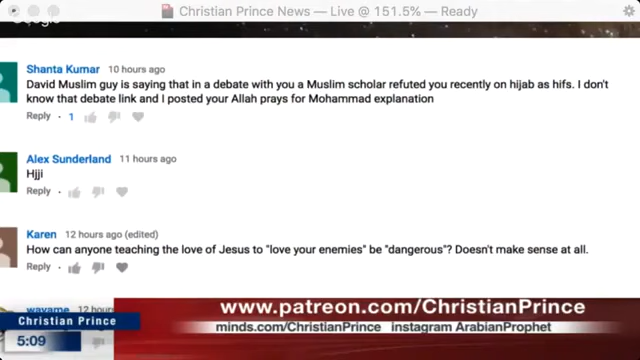 Christian Prince News — Live @ 151.5% — Ready
Shanta Kumar 10 hours ago
David Muslim guy is saying that in a debate with you a Muslim scholar refuted you recently on hijab as hifs. I don't
know that debate link and I posted your Allah prays for Mohammad explanation
Reply · 1
Alex Sunderland 11 hours ago
Hjji
Reply ·
Karen 12 hours ago (edited)
How can anyone teaching the love of Jesus to "love your enemies" be "dangerous"? Doesn't make sense at all.
Reply ·
www.patreon.com/ChristianPrince
minds.com/ChristianPrince instagram ArabianProphet
Christian Prince
5:09